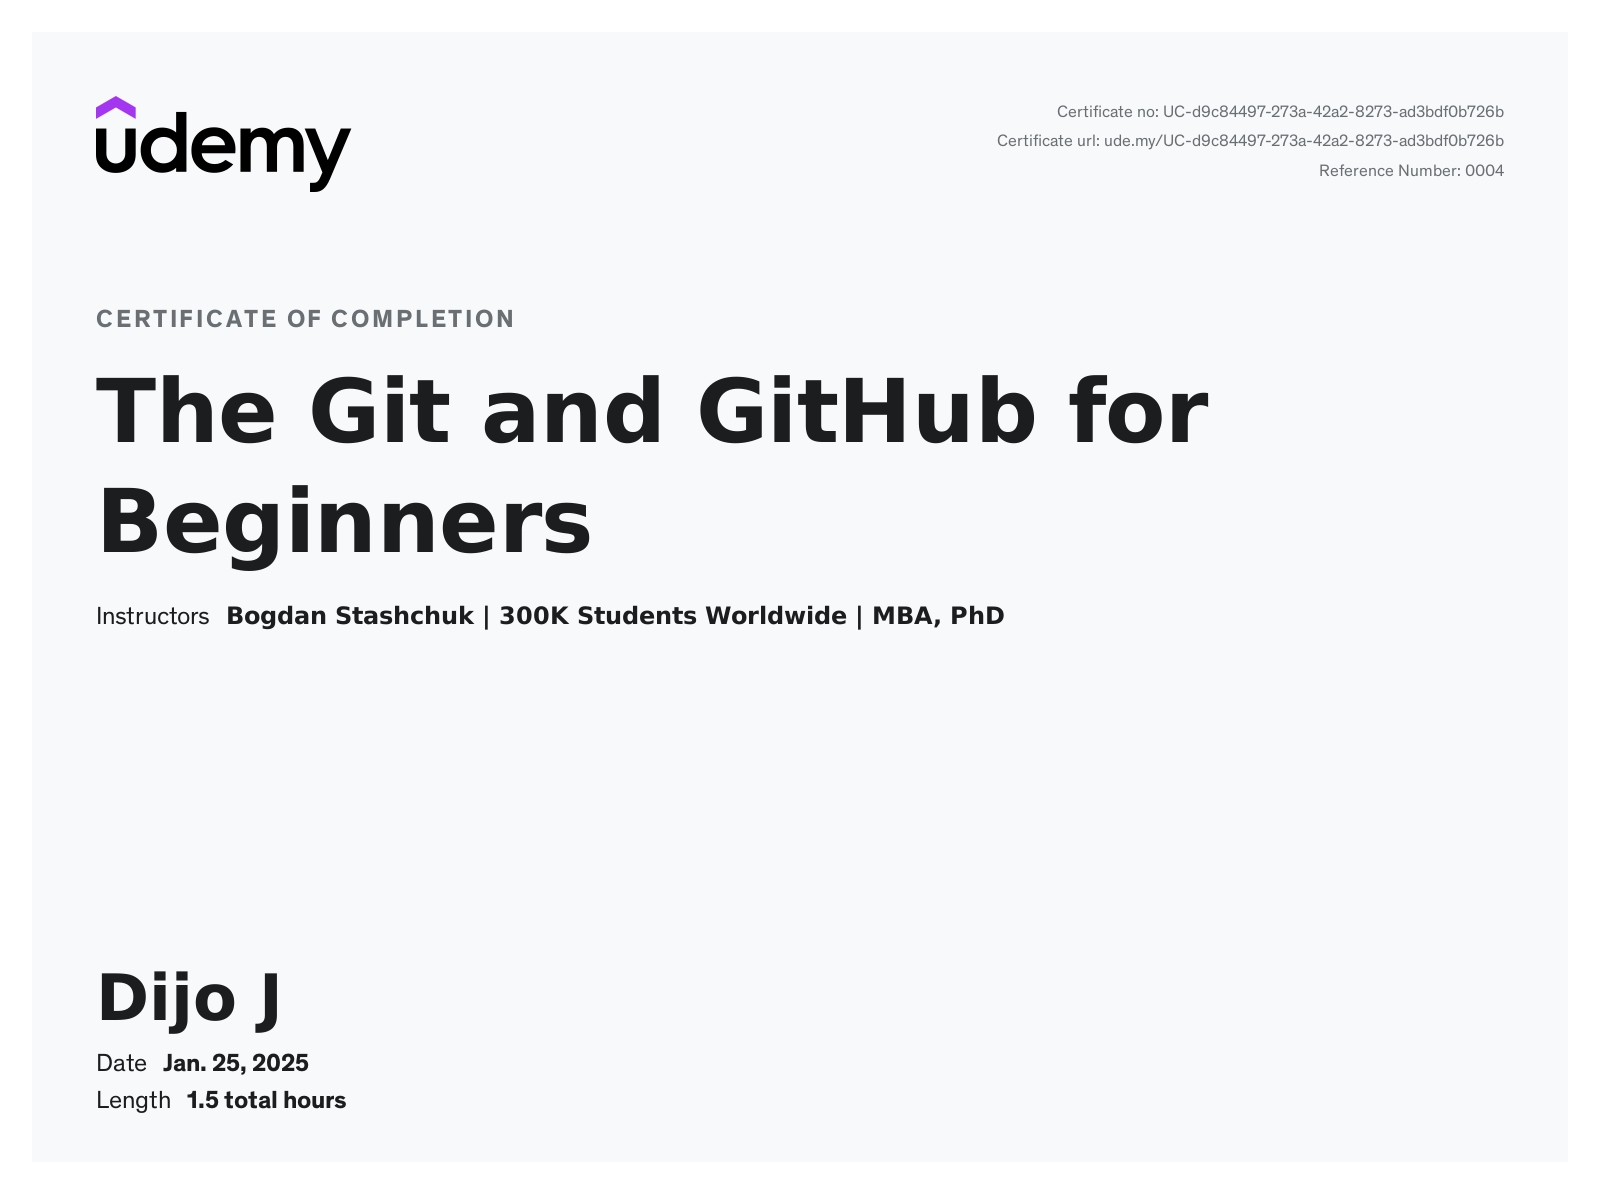 udemy
Certificate no: UC-d9c84497-273a-42a2-8273-ad3bdf0b726b
Certificate url: ude.my/UC-d9c84497-273a-42a2-8273-ad3bdf0b726b
Reference Number: 0004
CERTIFICATE OF COMPLETION
The Git and GitHub for
Beginners
Instructors Bogdan Stashchuk | 300K Students Worldwide | MBA, PhD
Dijo J
Date Jan. 25, 2025
Length 1.5 total hours